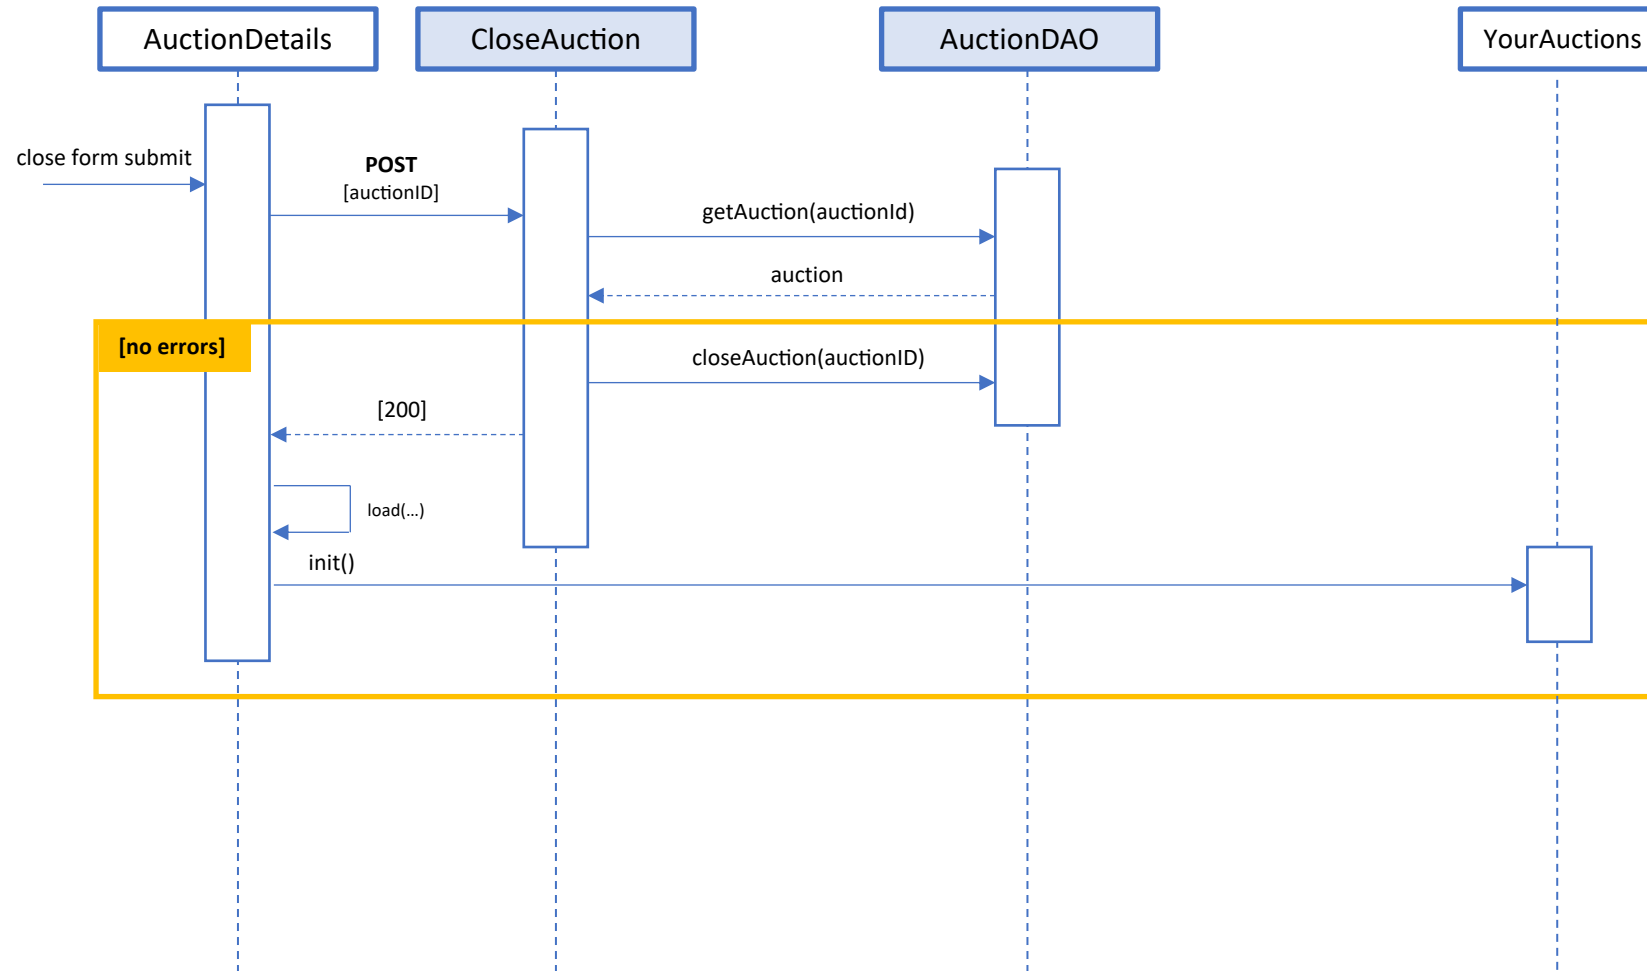 AuctionDetails
CloseAuction
AuctionDAO
YourAuctions
close form submit
POST
[auctionID]
getAuction(auctionId)
auction
[no errors]
closeAuction(auctionID)
[200]
load(...)
init()